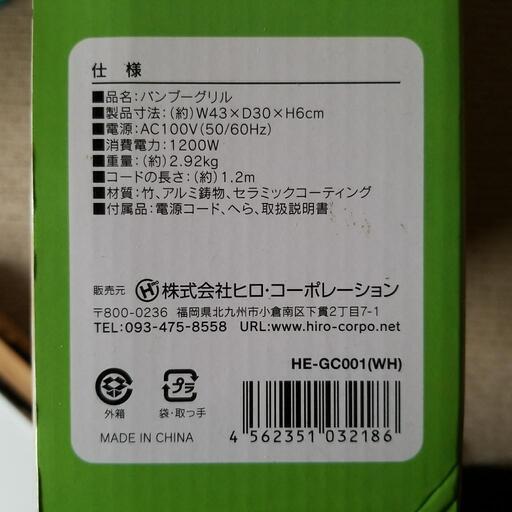 仕 様
■品名:バンブーグリル
■製品寸法:(約)W43×D30×H6cm
■電源:AC100V(50/60Hz)
■消費電力:1200W
■重量:(約)2.92kg
■コードの長さ:(約)1.2m
■材質:竹、アルミ鋳物、セラミックコーティング
■付属品:電源コード、へら、取扱説明書
販売元 株式会社ヒロ・コーポレーション
〒800-0236 福岡県北九州市小倉南区下貫2丁目7-1
TEL:093-475-8558 URL:www.hiro-corpo.net
HE-GC001(WH)
プラ
外箱 袋・取っ手
MADE IN CHINA
4 562351 032186